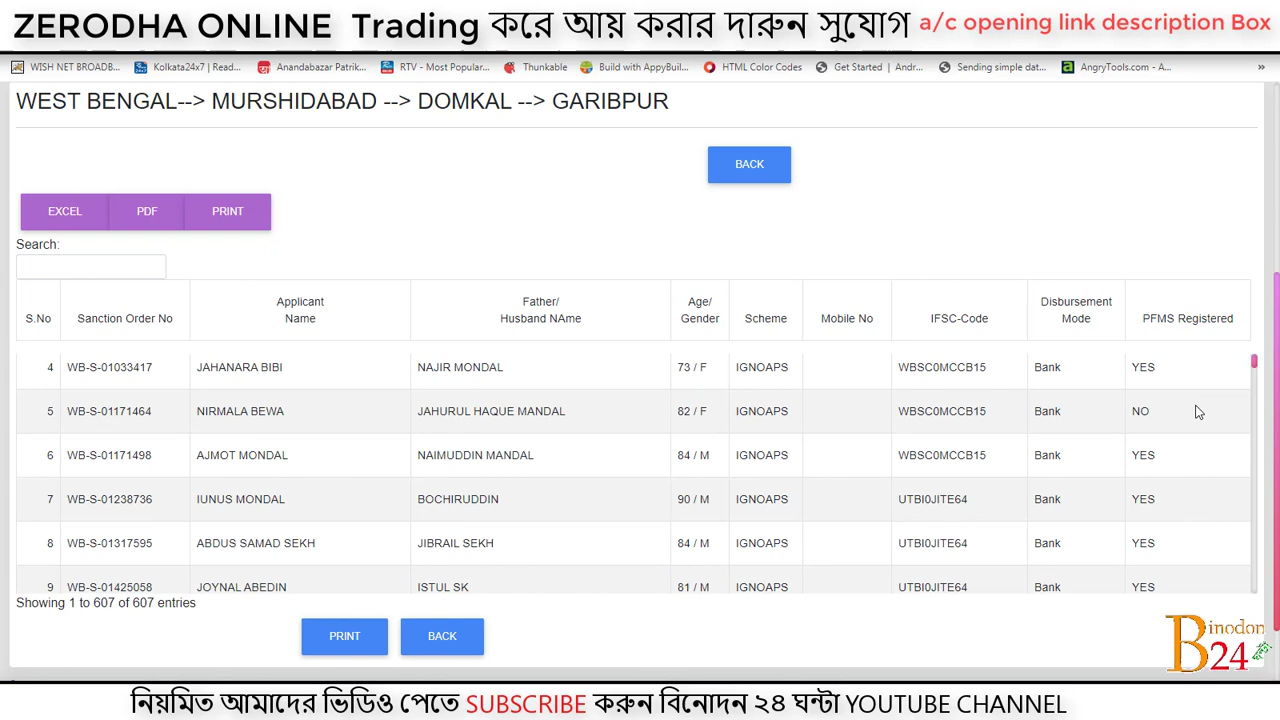 ZERODHA ONLINE Trading করে আয় করার দারুন সুযোগ a/c opening link description Box
WISH NET BROADB... Kolkata24x7 | Read... Anandabazar Patrik... RTV - Most Popular... Thunkable Build with AppyBuil... HTML Color Codes Get Started | Andr... Sending simple dat... AngryTools.com - A... »
WEST BENGAL--> MURSHIDABAD --> DOMKAL --> GARIBPUR
BACK
EXCEL PDF PRINT
Search:
S.No Sanction Order No Applicant Name Father/ Husband NAme Age/ Gender Scheme Mobile No IFSC-Code Disbursement Mode PFMS Registered
4 WB-S-01033417 JAHANARA BIBI NAJIR MONDAL 73 / F IGNOAPS WBSC0MCCB15 Bank YES
5 WB-S-01171464 NIRMALA BEWA JAHURUL HAQUE MANDAL 82 / F IGNOAPS WBSC0MCCB15 Bank NO
6 WB-S-01171498 AJMOT MONDAL NAIMUDDIN MANDAL 84 / M IGNOAPS WBSC0MCCB15 Bank YES
7 WB-S-01238736 IUNUS MONDAL BOCHIRUDDIN 90 / M IGNOAPS UTBI0JITE64 Bank YES
8 WB-S-01317595 ABDUS SAMAD SEKH JIBRAIL SEKH 84 / M IGNOAPS UTBI0JITE64 Bank YES
9 WB-S-01425058 JOYNAL ABEDIN ISTUL SK 81 / M IGNOAPS UTBI0JITE64 Bank YES
Showing 1 to 607 of 607 entries
PRINT BACK
Binodon
24
নিয়মিত আমাদের ভিডিও পেতে SUBSCRIBE করুন বিনোদন ২৪ ঘন্টা YOUTUBE CHANNEL